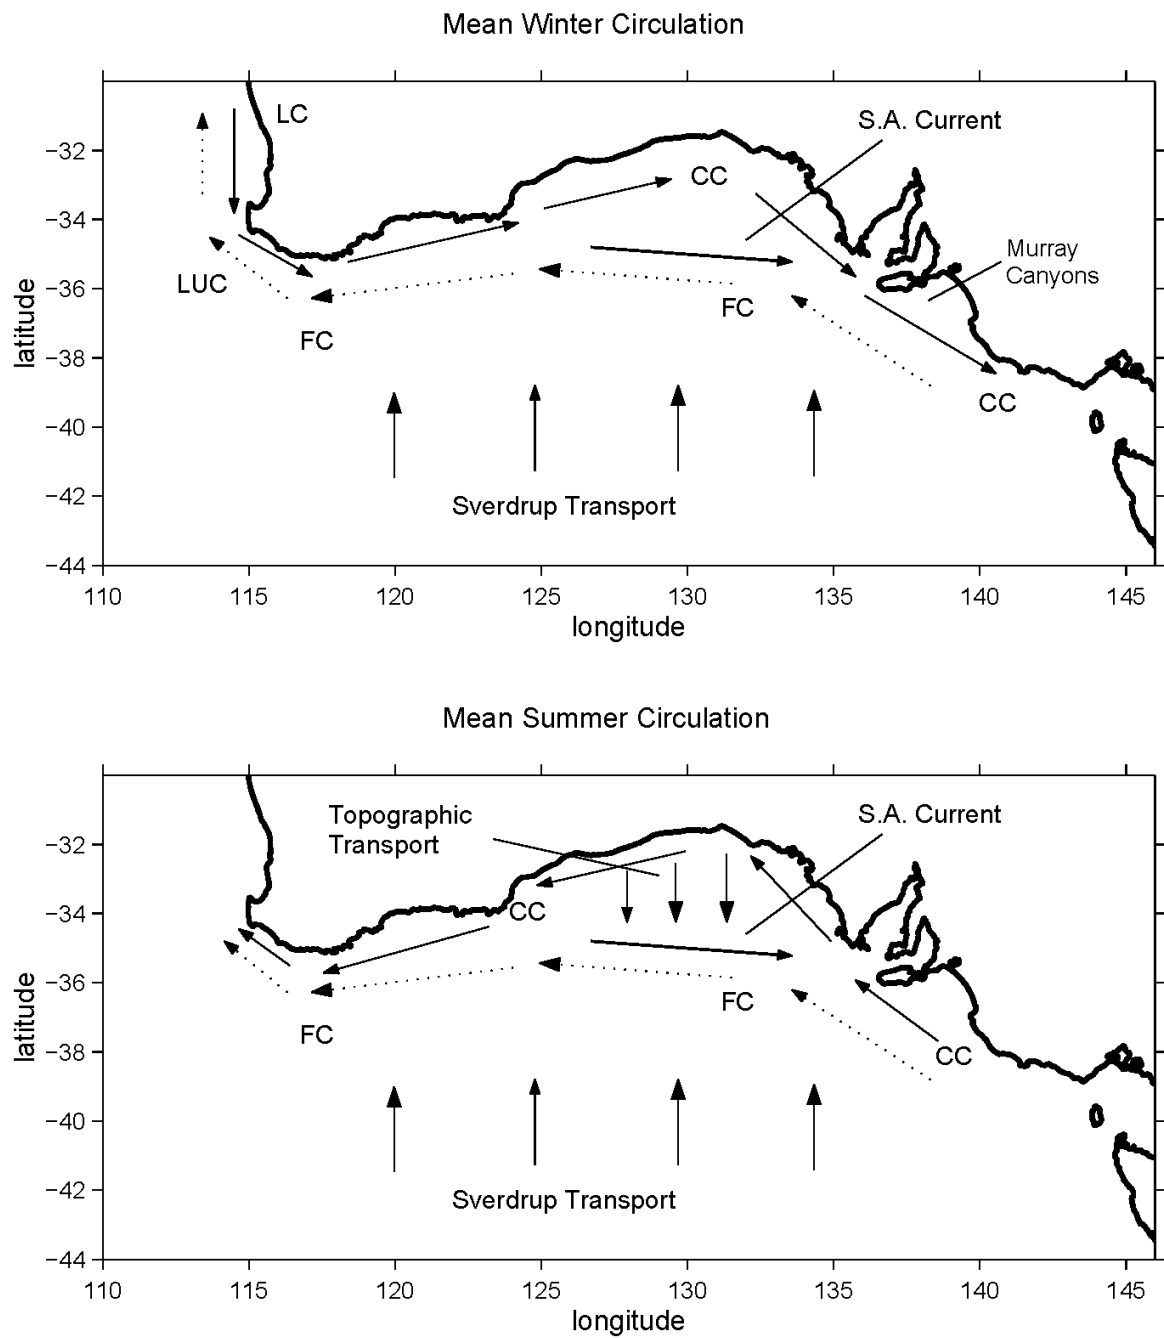 Mean Winter Circulation
LC
S.A. Current
−32
CC
−34
Murray
Canyons
LUC
−36
FC
FC
latitude
−38
CC
−40
Sverdrup Transport
−42
−44
110
115
120
125
130
135
140
145
longitude
Mean Summer Circulation
Topographic
Transport
S.A. Current
−32
CC
−34
−36
FC
FC
latitude
CC
−38
−40
Sverdrup Transport
−42
−44
110
115
120
125
130
135
140
145
longitude